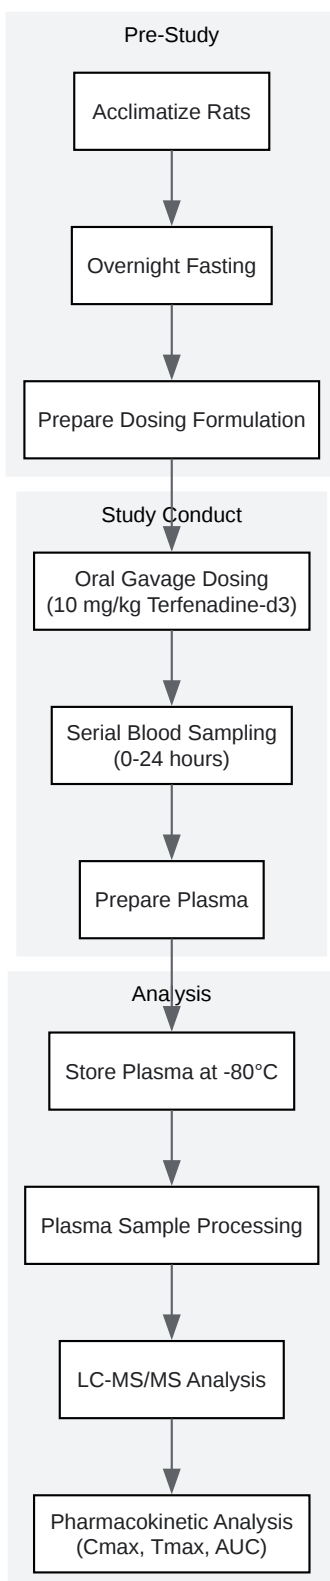 Pre-Study
Acclimatize Rats
Overnight Fasting
Prepare Dosing Formulation
Study Conduct
Oral Gavage Dosing
(10 mg/kg Terfenadine-d3)
Serial Blood Sampling
(0-24 hours)
Prepare Plasma
Analysis
Store Plasma at -80°C
Plasma Sample Processing
LC-MS/MS Analysis
Pharmacokinetic Analysis
(Cmax, Tmax, AUC)